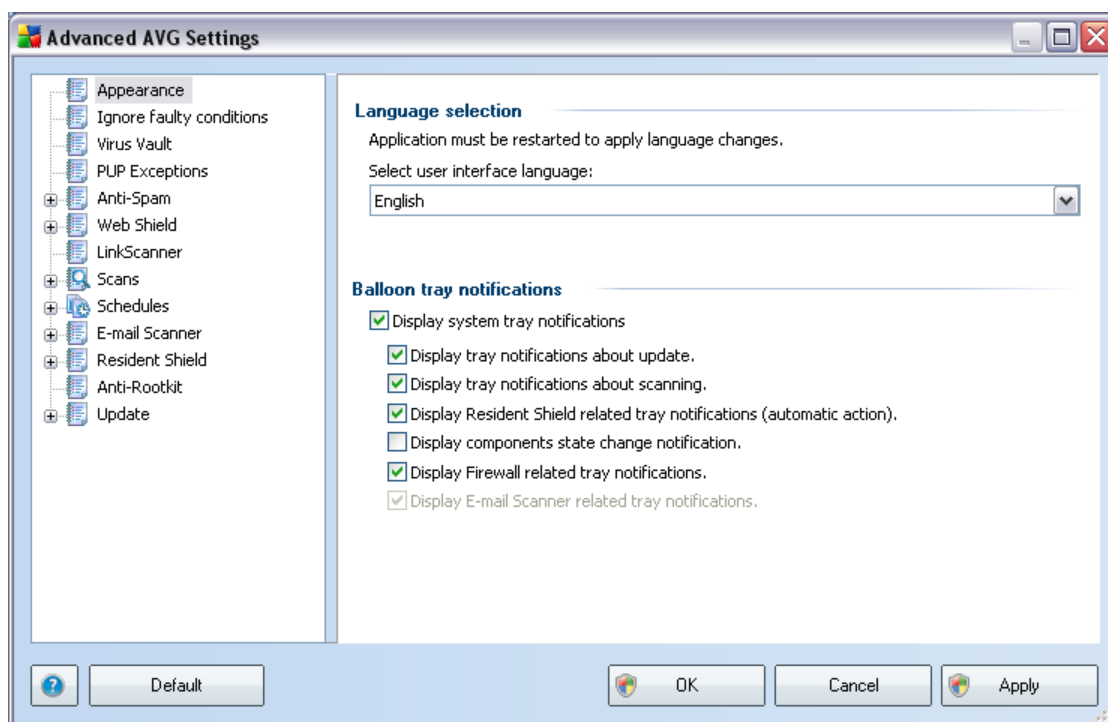 Advanced AVG Settings
Appearance
Ignore faulty conditions
Virus Vault
PUP Exceptions
Anti-Spam
Web Shield
LinkScanner
Scans
Schedules
E-mail Scanner
Resident Shield
Anti-Rootkit
Update
Language selection
Application must be restarted to apply language changes.
Select user interface language:
English
Balloon tray notifications
Display system tray notifications
Display tray notifications about update.
Display tray notifications about scanning.
Display Resident Shield related tray notifications (automatic action).
Display components state change notification.
Display Firewall related tray notifications.
Display E-mail Scanner related tray notifications.
? Default OK Cancel Apply